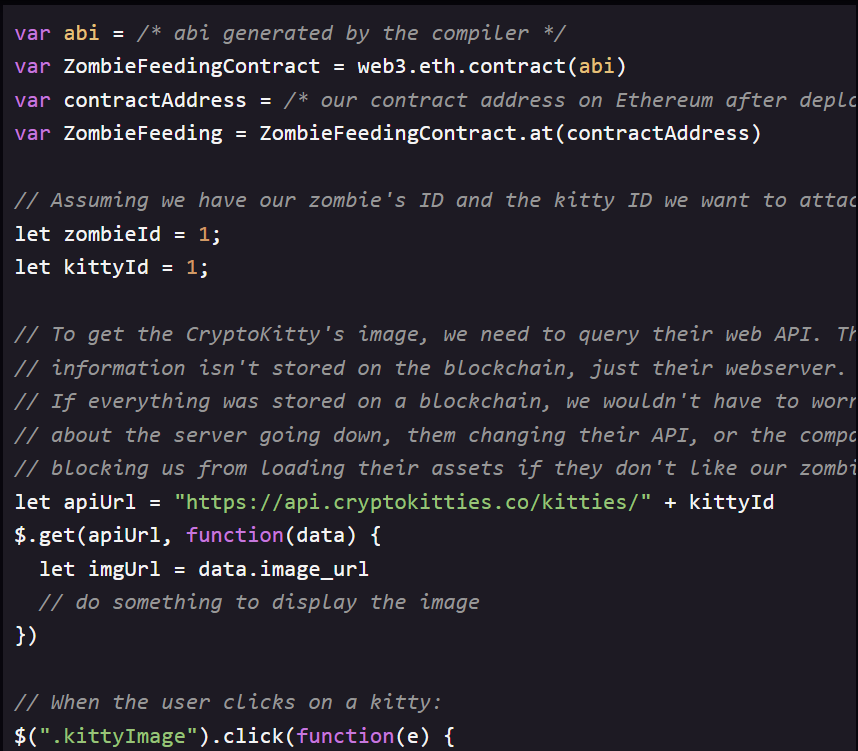 var abi = /* abi generated by the compiler */
var ZombieFeedingContract = web3.eth.contract(abi)
var contractAddress = /* our contract address on Ethereum after
var ZombieFeeding = ZombieFeedingContract.at(contractAddress)
// Assuming we have our zombie's ID and the kitty ID we want to
let zombieId = 1;
let kittyId = 1;
// To get the CryptoKitty's image, we need to query their web API.
// information isn't stored on the blockchain, just their webserver.
// If everything was stored on a blockchain, we wouldn't have to
// about the server going down, them changing their API, or the
// blocking us from loading their assets if they don't like our
let apiUrl = "https://api.cryptokitties.co/kitties/" + kittyId
$.get(apiUrl, function(data) {
  let imgUrl = data.image_url
  // do something to display the image
})
// When the user clicks on a kitty:
$(".kittyImage").click(function(e) {